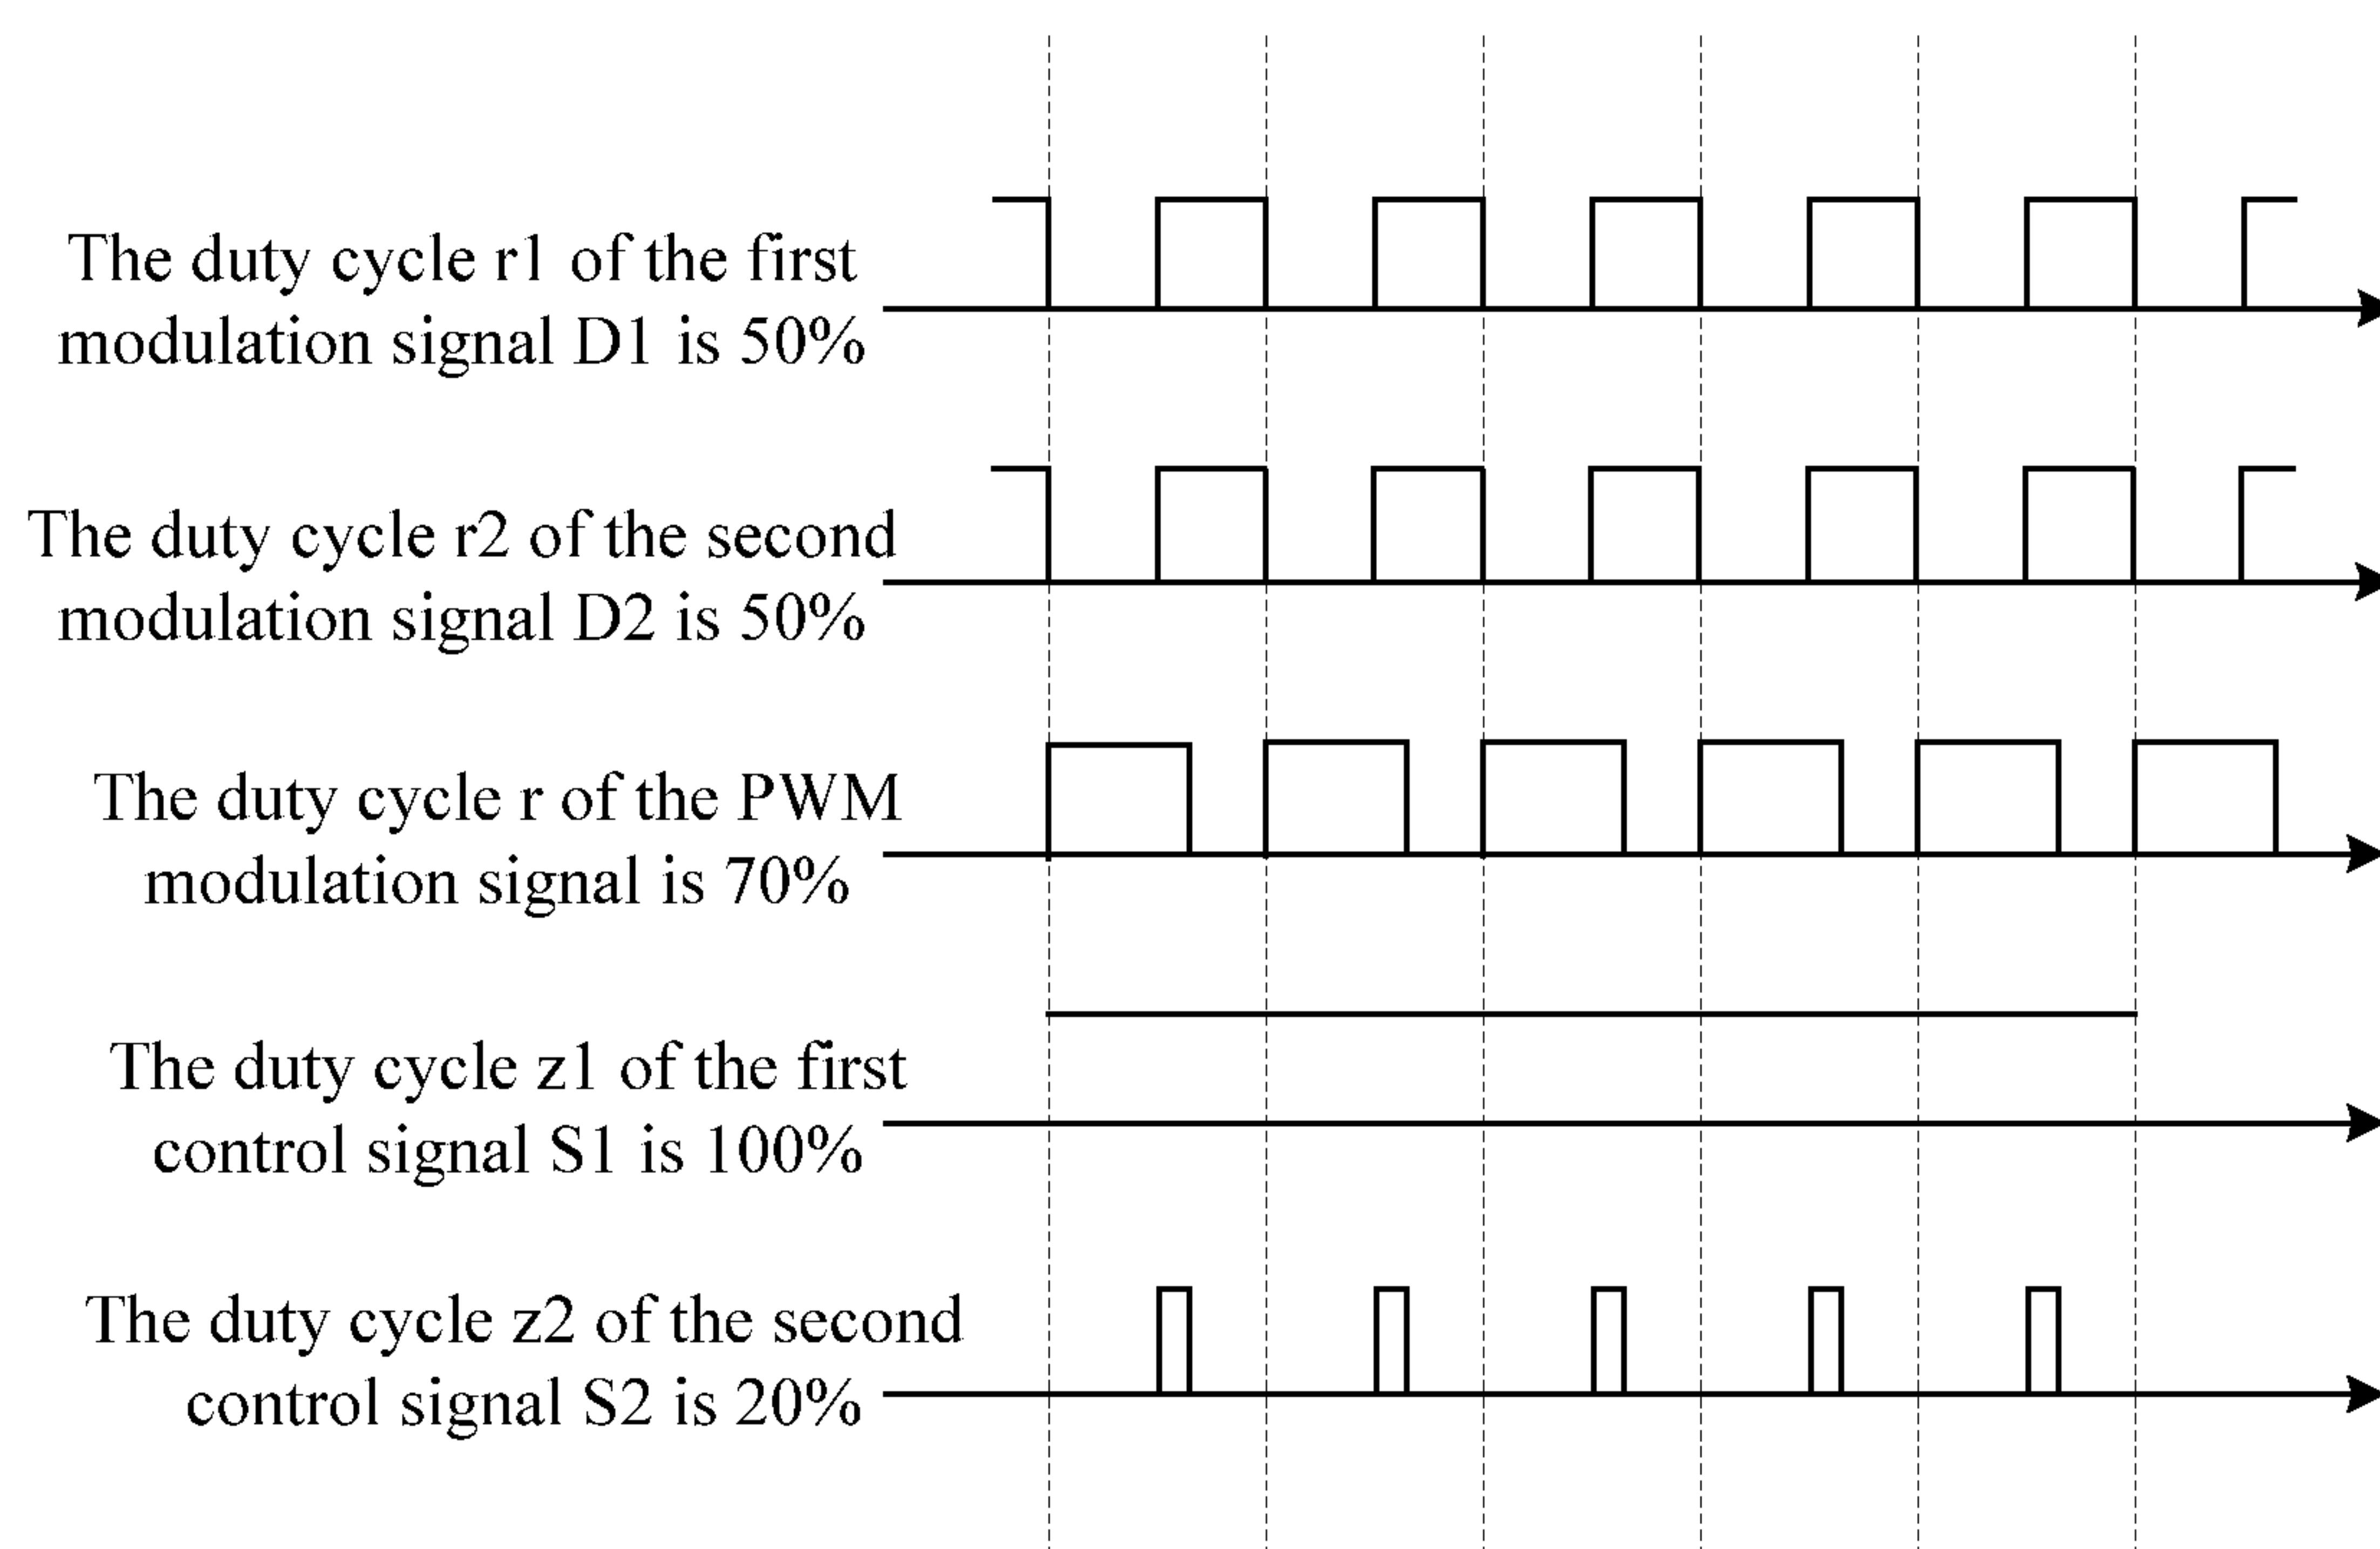 The duty cycle r1 of the first
modulation signal D1 is 50%
The duty cycle r2 of the second
modulation signal D2 is 50%
The duty cycle r of the PWM
modulation signal is 70%
The duty cycle z1 of the first
control signal S1 is 100%
The duty cycle z2 of the second
control signal S2 is 20%